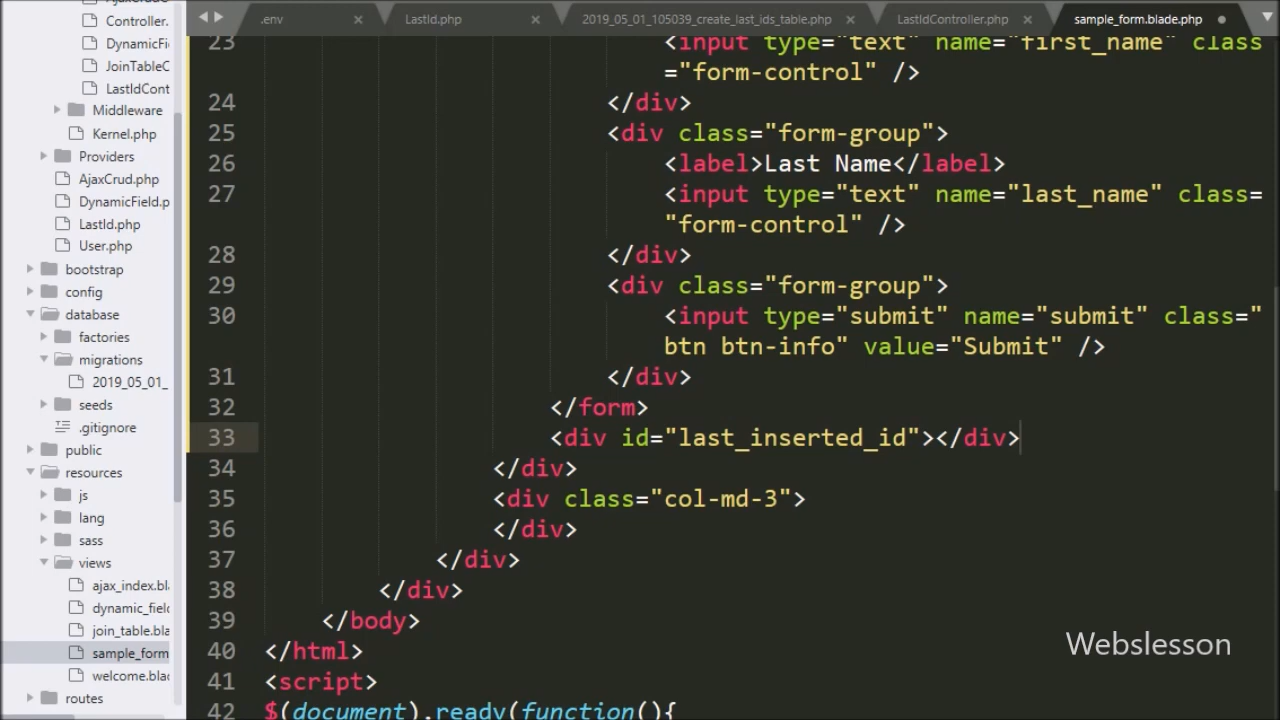 .env
LastId.php
2019_05_01_105039_create_last_ids_table.php
LastIdController.php
sample_form.blade.php
Controller.
DynamicFi
JoinTableC
LastIdCont
Middleware
Kernel.php
Providers
AjaxCrud.php
DynamicField.p
LastId.php
User.php
bootstrap
config
database
factories
migrations
2019_05_01_
seeds
.gitignore
public
resources
js
lang
sass
views
ajax_index.bl
dynamic_field
join_table.bla
sample_form
welcome.blad
routes
23 <input type="text" name="first_name" class
="form-control" />
24 </div>
25 <div class="form-group">
26 <label>Last Name</label>
27 <input type="text" name="last_name" class=
"form-control" />
28 </div>
29 <div class="form-group">
30 <input type="submit" name="submit" class="
btn btn-info" value="Submit" />
31 </div>
32 </form>
33 <div id="last_inserted_id"></div>
34 </div>
35 <div class="col-md-3">
36 </div>
37 </div>
38 </div>
39 </body>
40 </html>
41 <script>
42 $(document).ready(function(){
Webslesson